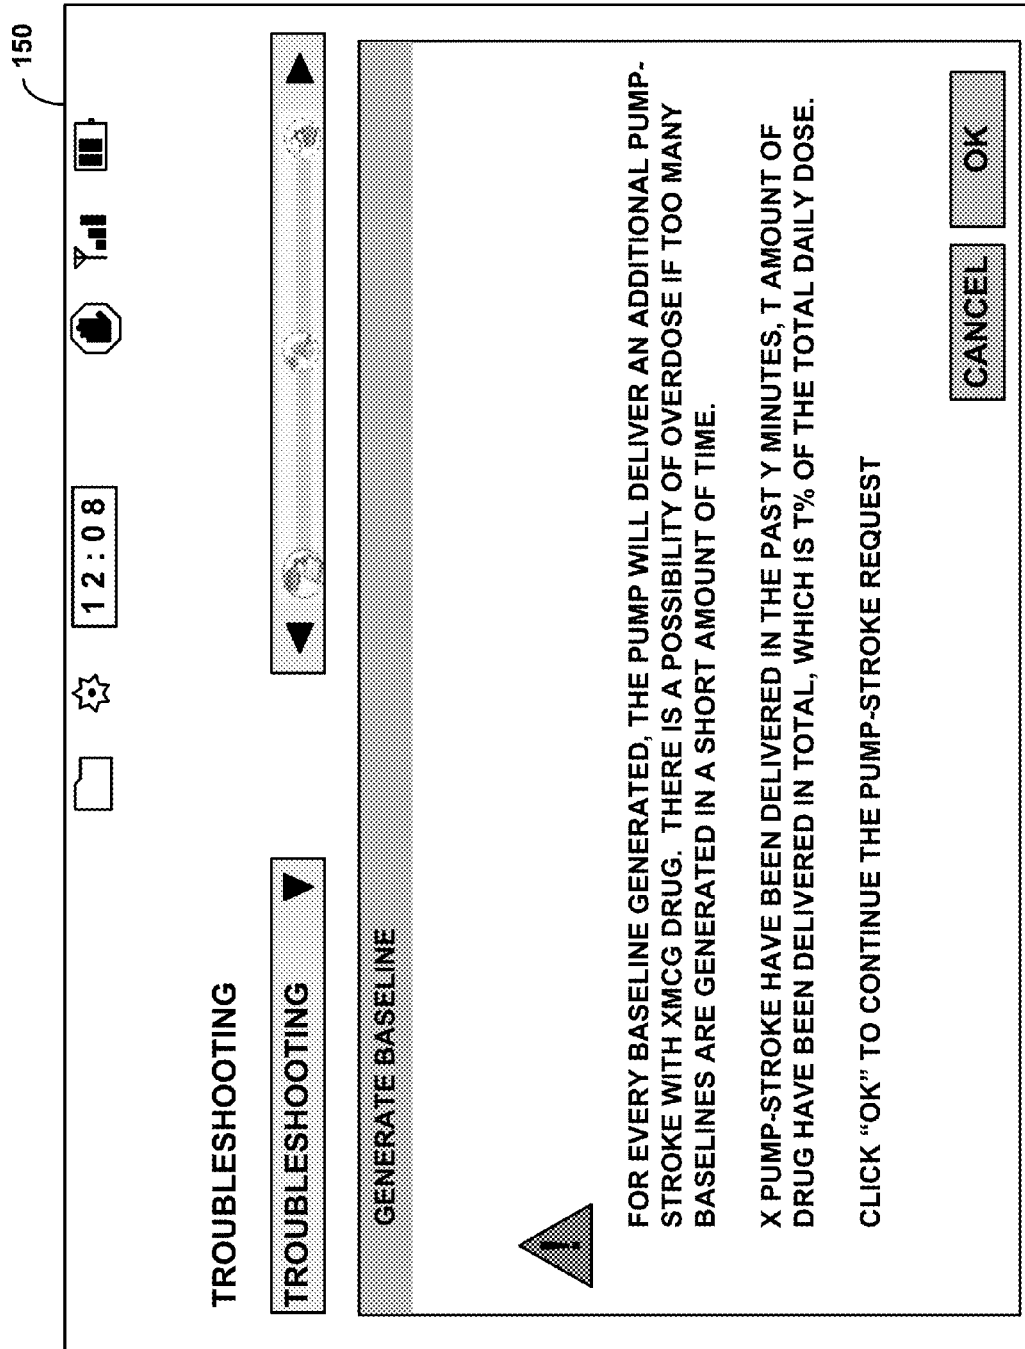 150
12:08
TROUBLESHOOTING
TROUBLESHOOTING
GENERATE BASELINE
!
FOR EVERY BASELINE GENERATED, THE PUMP WILL DELIVER AN ADDITIONAL PUMP-
STROKE WITH XMCG DRUG. THERE IS A POSSIBILITY OF OVERDOSE IF TOO MANY
BASELINES ARE GENERATED IN A SHORT AMOUNT OF TIME.
X PUMP-STROKE HAVE BEEN DELIVERED IN THE PAST Y MINUTES, T AMOUNT OF
DRUG HAVE BEEN DELIVERED IN TOTAL, WHICH IS T% OF THE TOTAL DAILY DOSE.
CLICK “OK” TO CONTINUE THE PUMP-STROKE REQUEST
CANCEL
OK